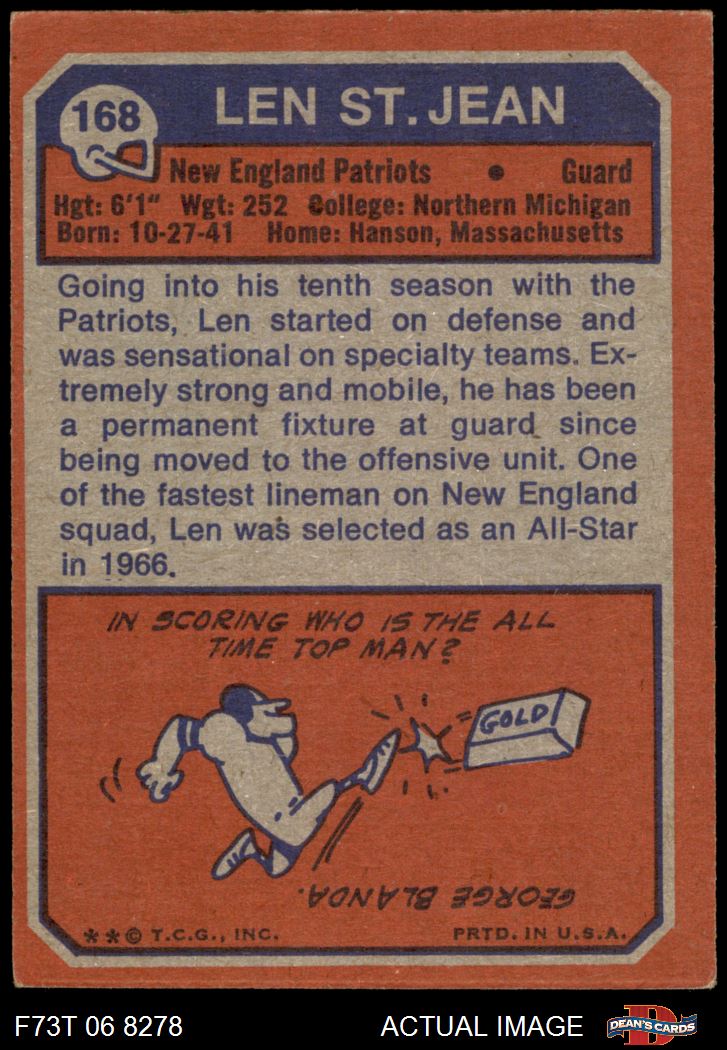 168
LEN ST. JEAN
New England Patriots • Guard
Hgt: 6'1" Wgt: 252 College: Northern Michigan
Born: 10-27-41 Home: Hanson, Massachusetts
Going into his tenth season with the
Patriots, Len started on defense and
was sensational on specialty teams. Ex-
tremely strong and mobile, he has been
a permanent fixture at guard since
being moved to the offensive unit. One
of the fastest lineman on New England
squad, Len was selected as an All-Star
in 1966.
IN SCORING WHO IS THE ALL
TIME TOP MAN?
GOLD
GEORGE BLANDA.
**© T.C.G., INC. PRTD. IN U.S.A.
F73T 06 8278 ACTUAL IMAGE
D
DEAN'S CARDS